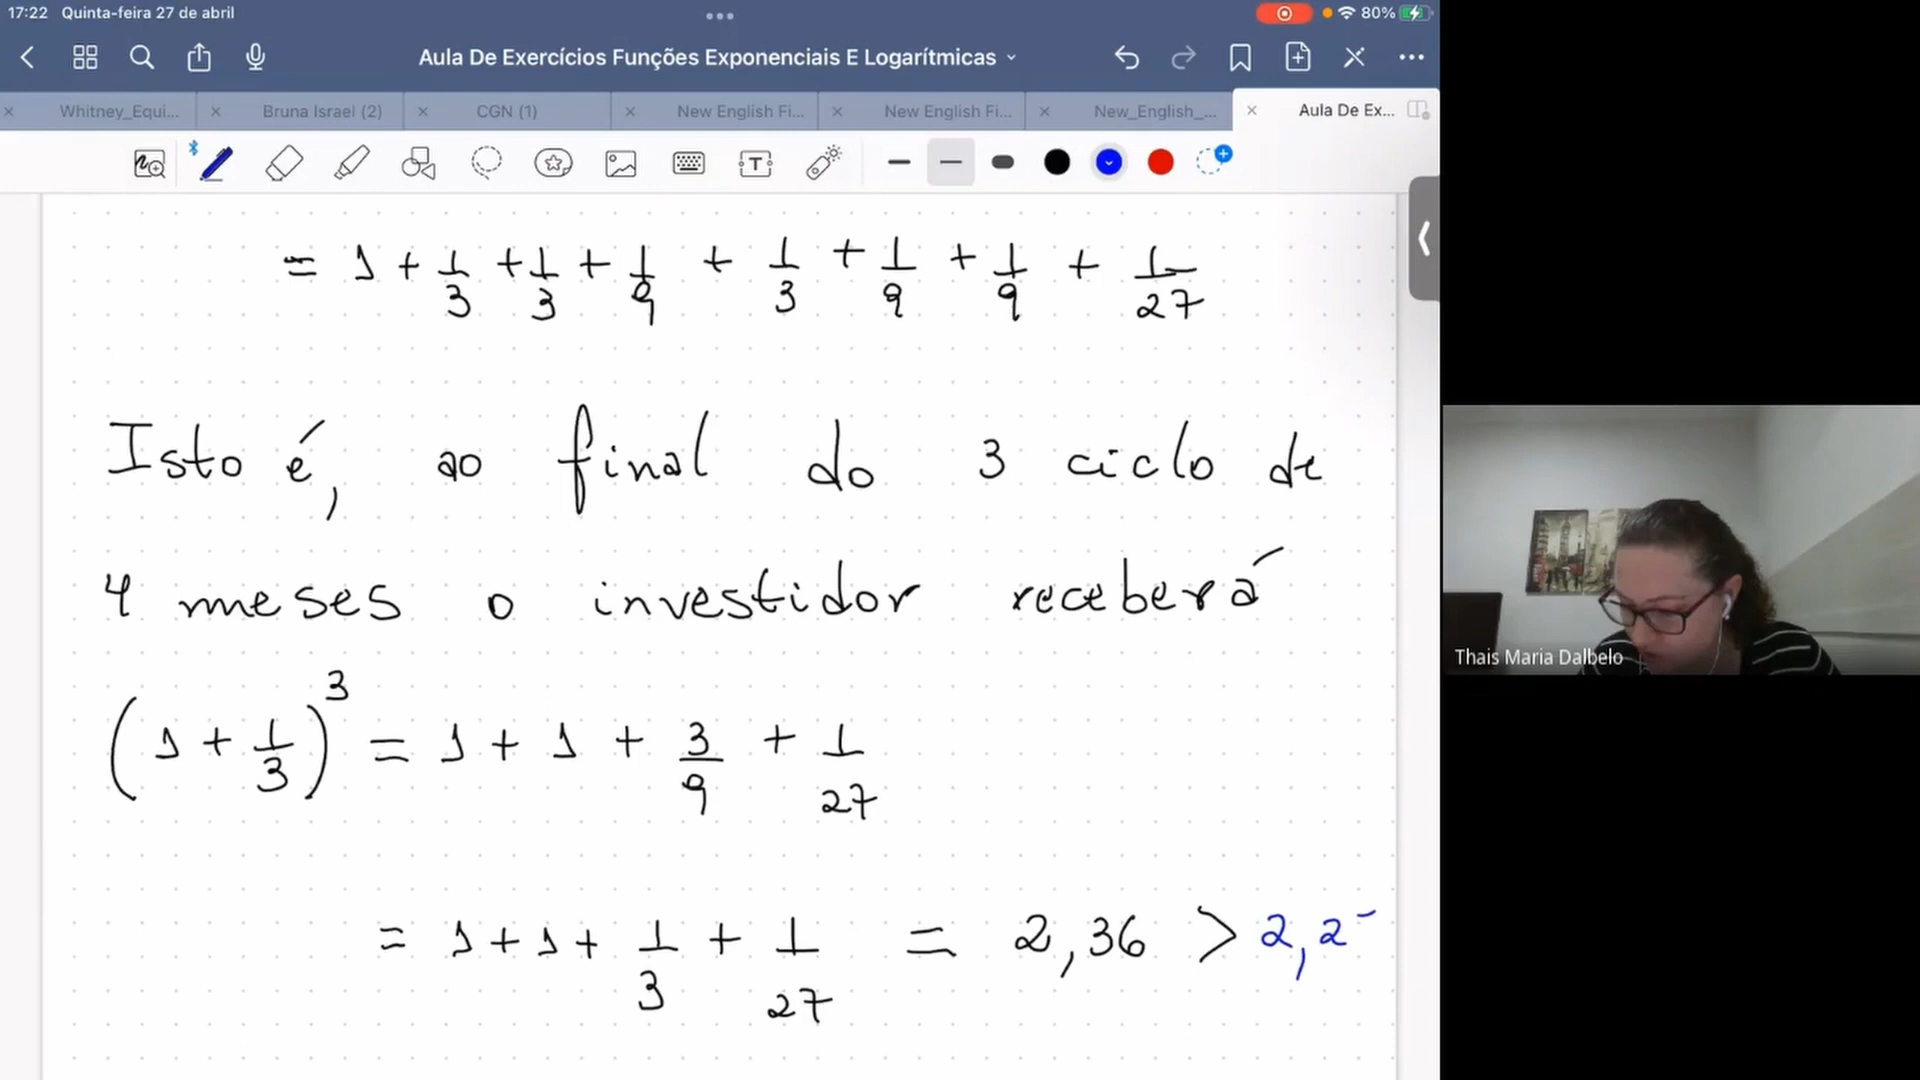 17:22 Quinta-feira 27 de abril
80%
Aula De Exercícios Funções Exponenciais E Logarítmicas
Whitney_Equi... Bruna Israel (2) CGN (1) New English Fi... New English Fi... New_English_... Aula De Ex...
= 1 + 1/3 + 1/3 + 1/9 + 1/3 + 1/9 + 1/9 + 1/27
Isto é, ao final do 3 ciclo de
4 meses o investidor receberá
(1 + 1/3)^3 = 1 + 1 + 3/9 + 1/27
= 1 + 1 + 1/3 + 1/27 = 2,36 > 2,2
Thais Maria Dalbelo